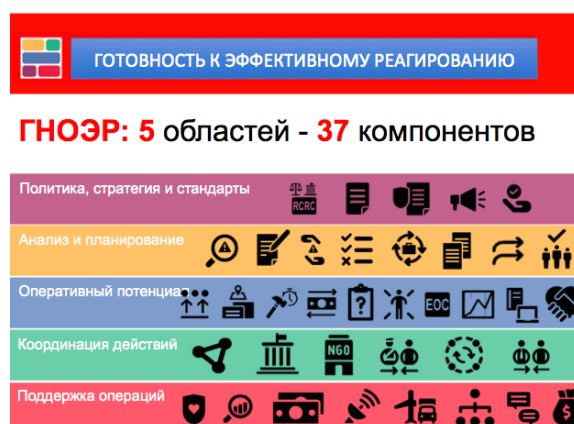 ГОТОВНОСТЬ К ЭФФЕКТИВНОМУ РЕАГИРОВАНИЮ
ГНОЭР: 5 областей - 37 компонентов
Политика, стратегия и стандарты
RCRC
Анализ и планирование
Оперативный потенциал
EOC
Координация действий
NGO
Поддержка операций